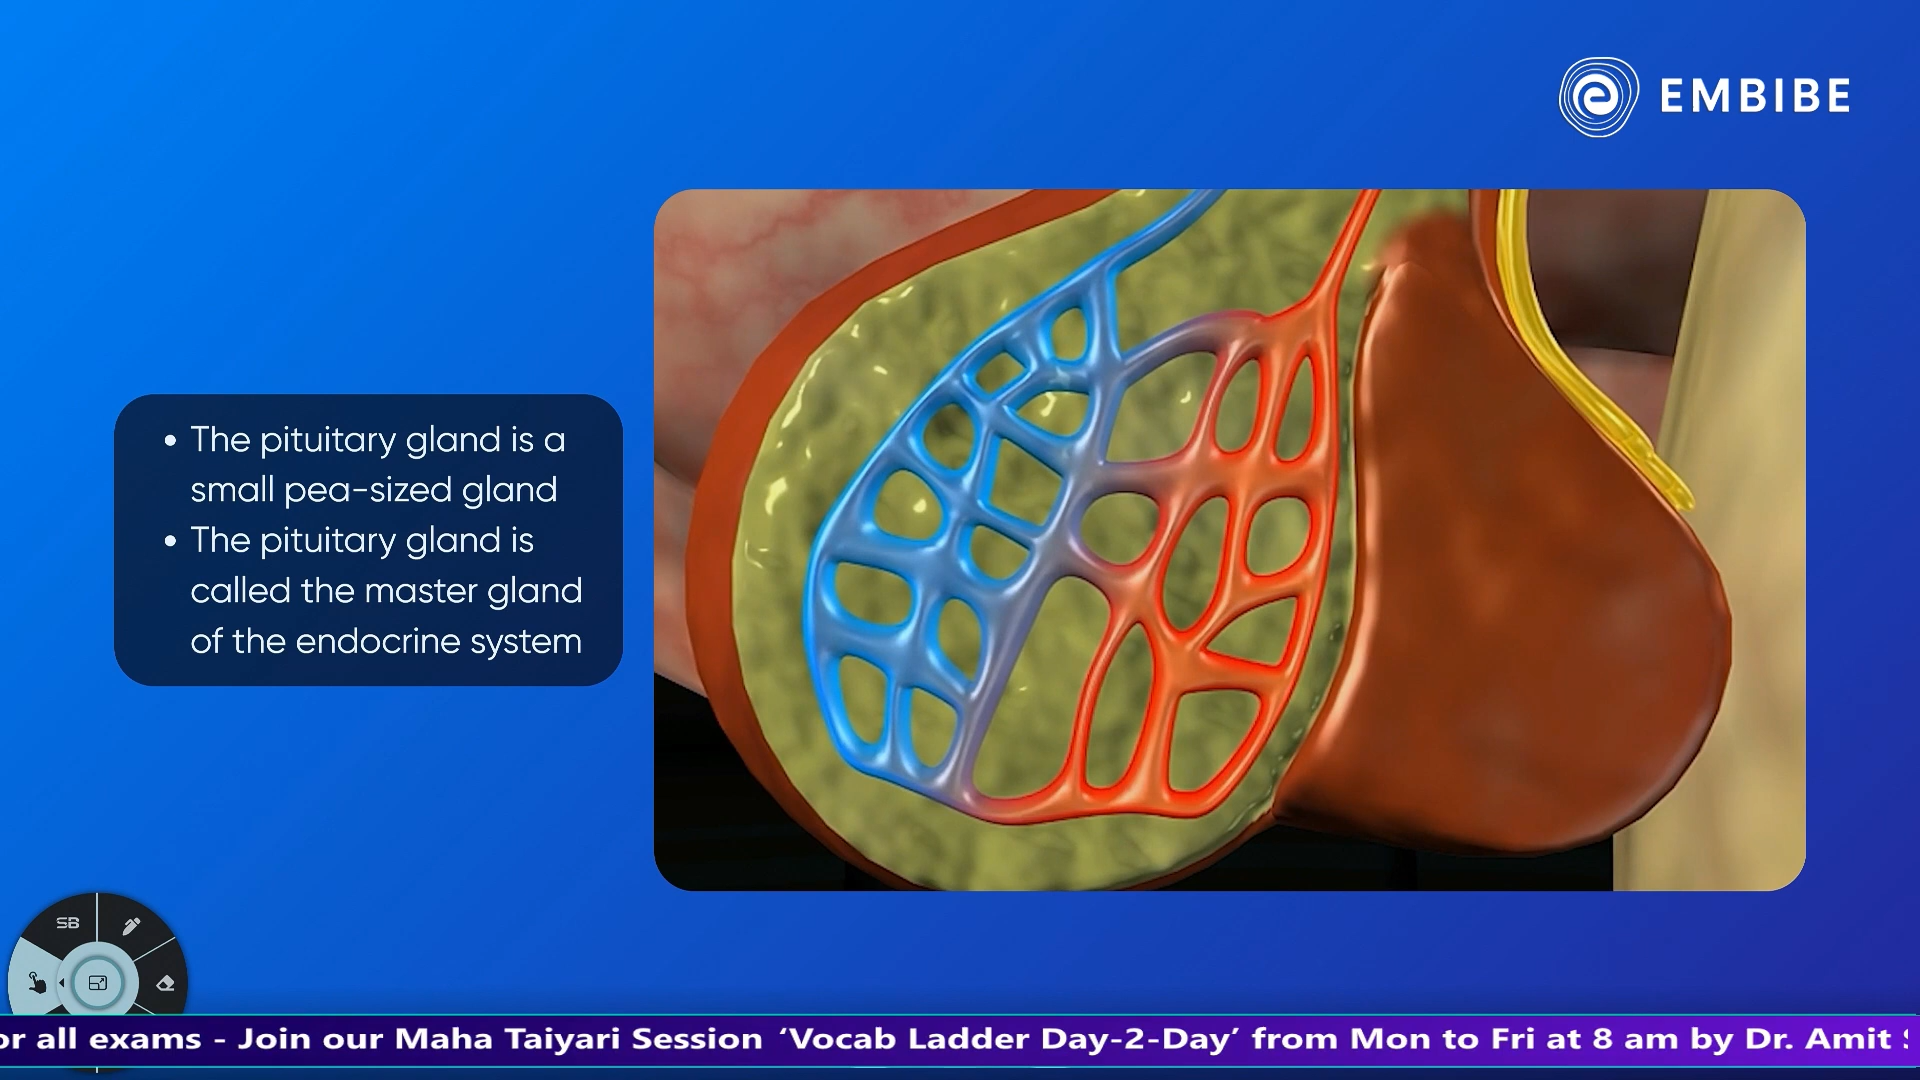 EMBIBE
• The pituitary gland is a
small pea-sized gland
• The pituitary gland is
called the master gland
of the endocrine system
SB
all exams - Join our Maha Taiyari Session ‘Vocab Ladder Day-2-Day’ from Mon to Fri at 8 am by Dr. Amit